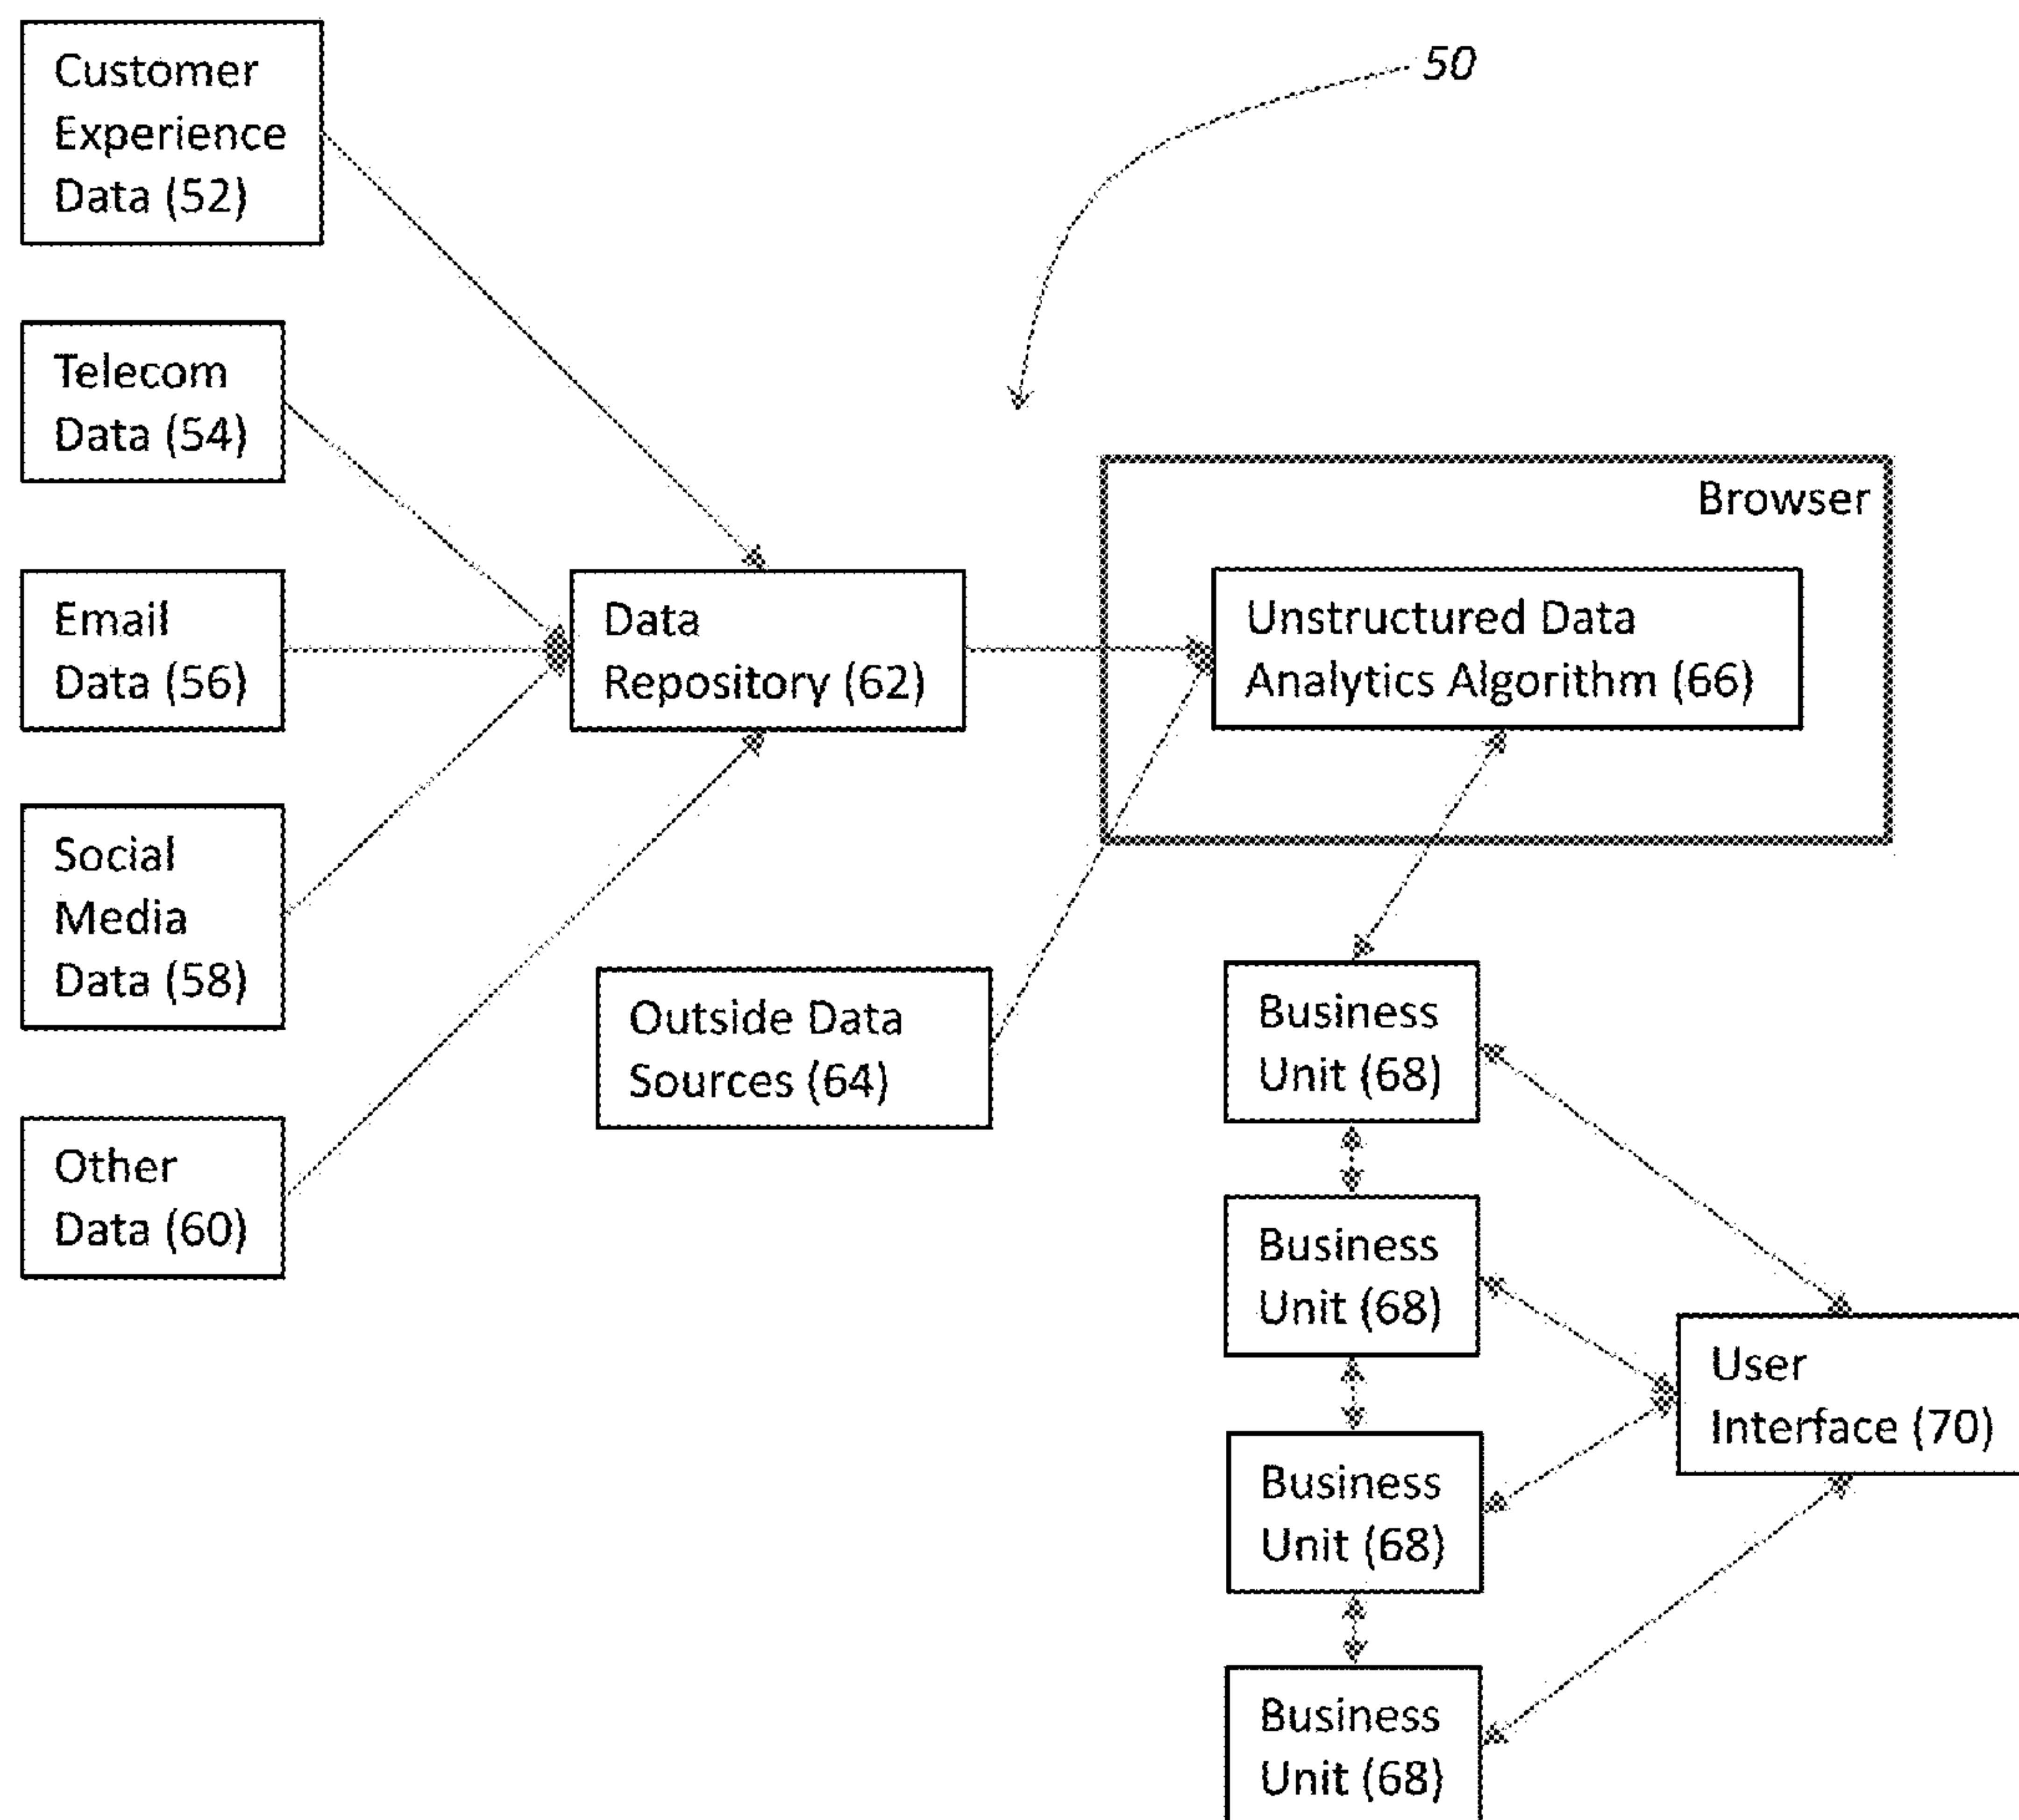 Customer
Experience
Data (52)
50
Telecom
Data (54)
Browser
Email
Data (56)
Data
Repository (62)
Unstructured Data
Analytics Algorithm (66)
Social
Media
Data (58)
Outside Data
Sources (64)
Business
Unit (68)
Other
Data (60)
Business
Unit (68)
User
Interface (70)
Business
Unit (68)
Business
Unit (68)